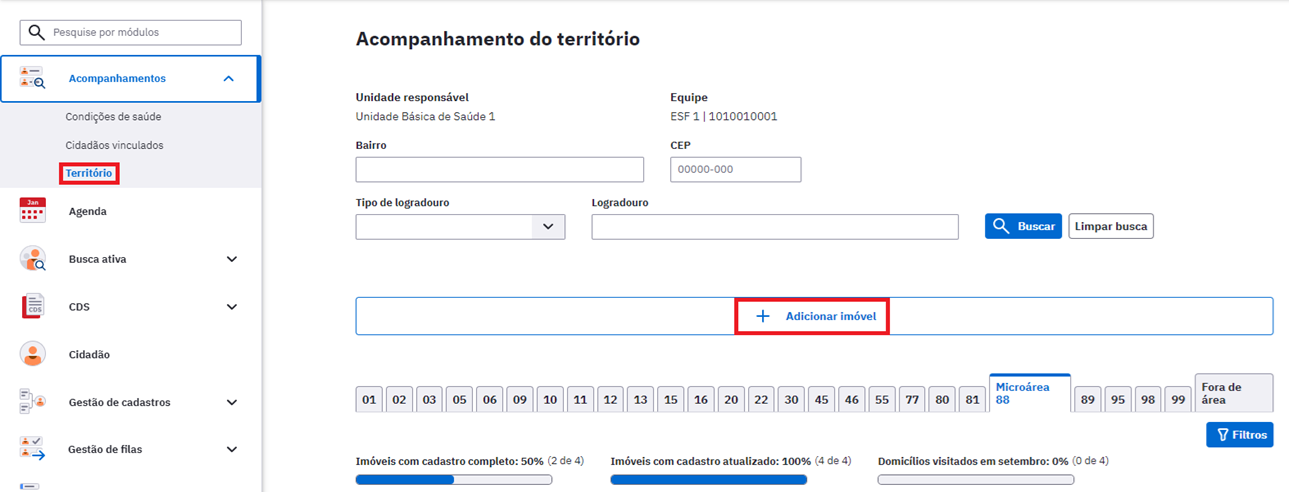 Pesquise por módulos
Acompanhamentos
Condições de saúde
Cidadãos vinculados
Território
Jan
Agenda
Busca ativa
CDS
CDS
Cidadão
Gestão de cadastros
Gestão de filas
Acompanhamento do território
Unidade responsável
Equipe
Unidade Básica de Saúde 1
ESF 1 | 1010010001
Bairro
CEP
00000-000
Tipo de logradouro
Logradouro
Buscar
Limpar busca
Adicionar imóvel
01 02 03 05 06 09 10 11 12 13 15 16 20 22 30 45 46 55 77 80 81 Microárea 88 89 95 98 99 Fora de área
Filtros
Imóveis com cadastro completo: 50% (2 de 4)
Imóveis com cadastro atualizado: 100% (4 de 4)
Domicílios visitados em setembro: 0% (0 de 4)